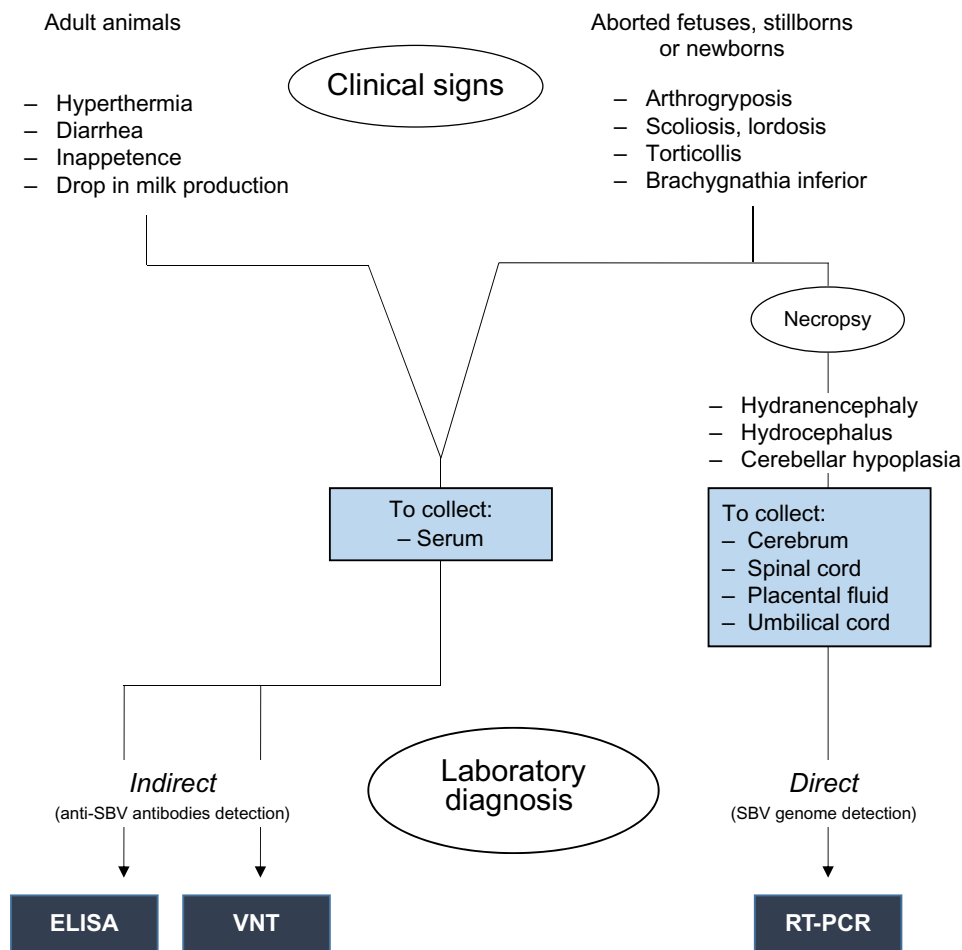 Adult animals
Aborted fetuses, stillborns
or newborns
Clinical signs
– Hyperthermia
– Diarrhea
– Inappetence
– Drop in milk production
– Arthrogryposis
– Scoliosis, lordosis
– Torticollis
– Brachygnathia inferior
Necropsy
– Hydranencephaly
– Hydrocephalus
– Cerebellar hypoplasia
To collect:
– Serum
To collect:
– Cerebrum
– Spinal cord
– Placental fluid
– Umbilical cord
Laboratory
diagnosis
Indirect
(anti-SBV antibodies detection)
Direct
(SBV genome detection)
ELISA
VNT
RT-PCR